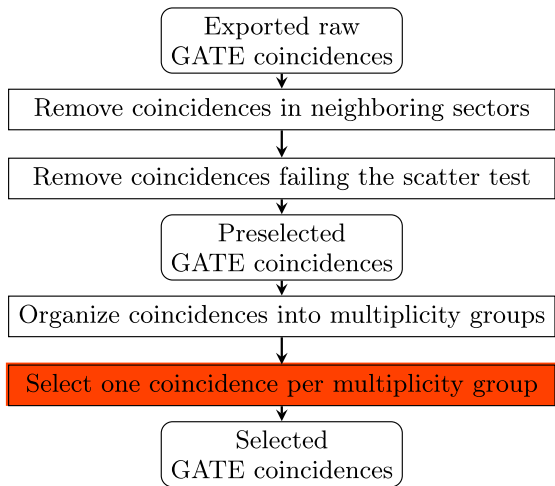 Exported raw
GATE coincidences
Remove coincidences in neighboring sectors
Remove coincidences failing the scatter test
Preselected
GATE coincidences
Organize coincidences into multiplicity groups
Select one coincidence per multiplicity group
Selected
GATE coincidences